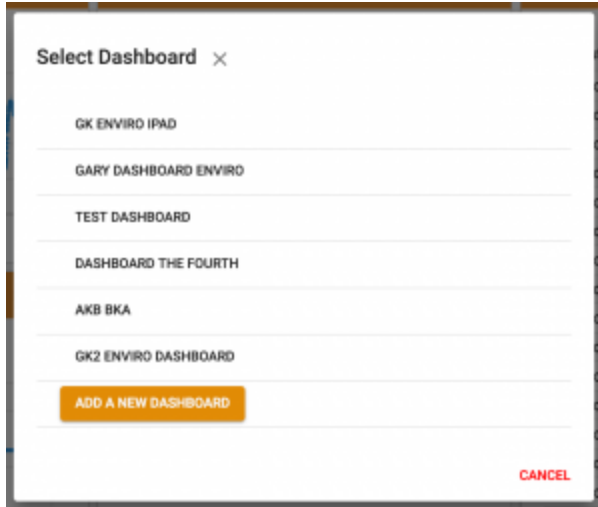 Select Dashboard ×
GK ENVIRO IPAD
GARY DASHBOARD ENVIRO
TEST DASHBOARD
DASHBOARD THE FOURTH
AKB BKA
GK2 ENVIRO DASHBOARD
ADD A NEW DASHBOARD
CANCEL